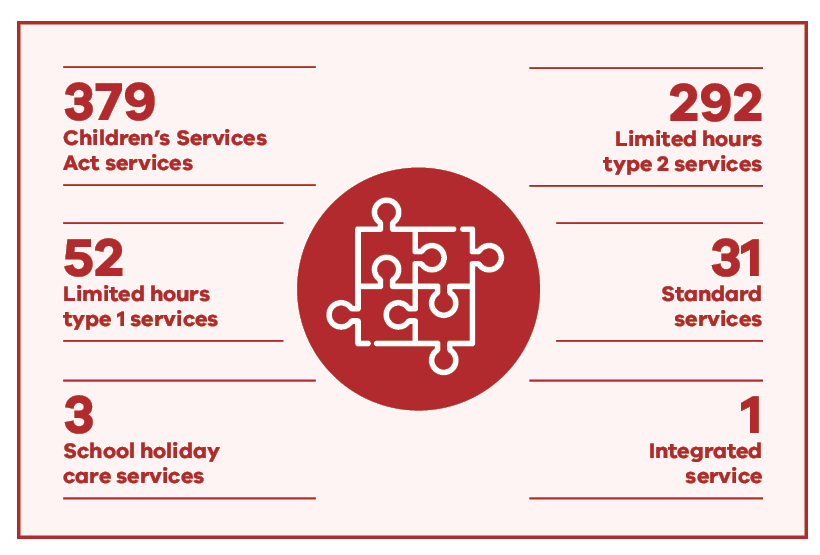 379
Children’s Services
Act services
292
Limited hours
type 2 services
52
Limited hours
type 1 services
31
Standard
services
3
School holiday
care services
1
Integrated
service